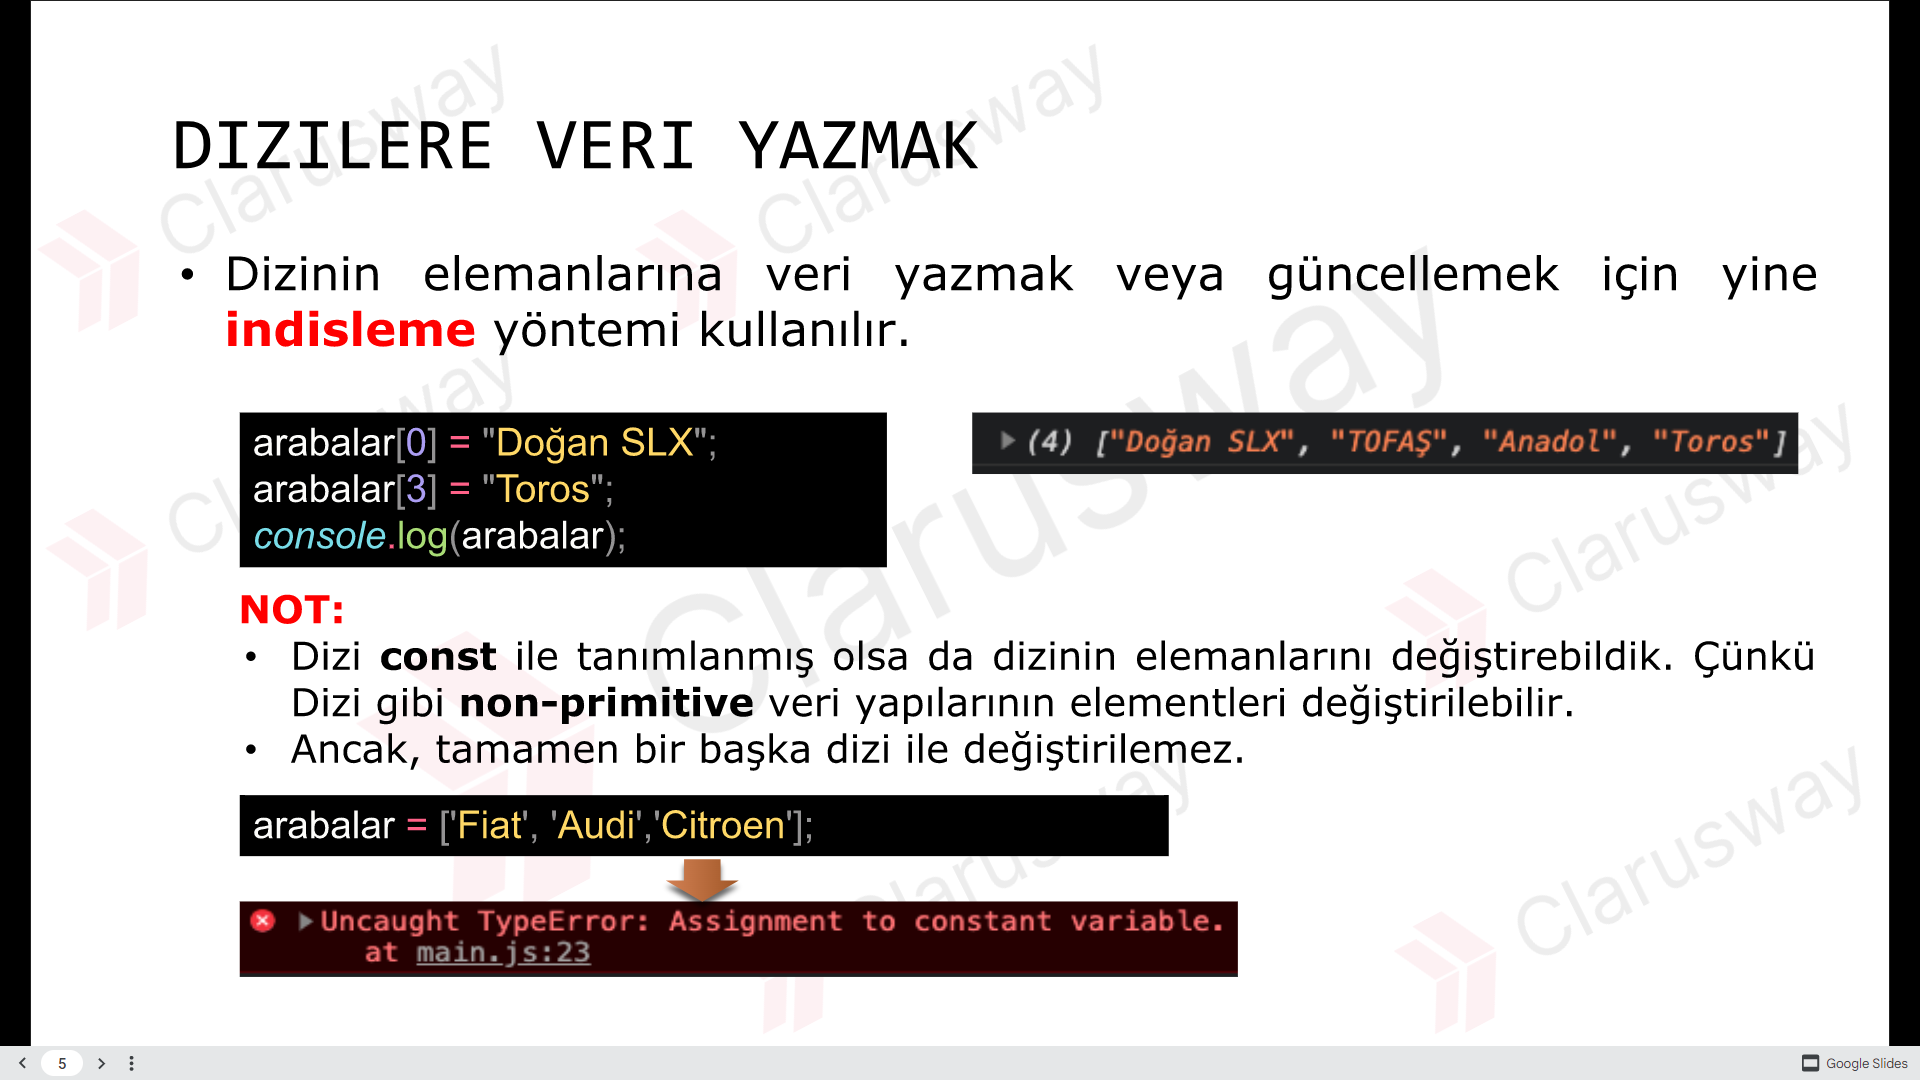 DIZILERE VERI YAZMAK
• Dizinin elemanlarına veri yazmak veya güncellemek için yine
indisleme yöntemi kullanılır.
arabalar[0] = "Doğan SLX";
arabalar[3] = "Toros";
console.log(arabalar);
(4) ["Doğan SLX", "TOFAŞ", "Anadol", "Toros"]
NOT:
• Dizi const ile tanımlanmış olsa da dizinin elemanlarını değiştirebildik. Çünkü
Dizi gibi non-primitive veri yapılarının elementleri değiştirilebilir.
• Ancak, tamamen bir başka dizi ile değiştirilemez.
arabalar = ['Fiat', 'Audi','Citroen'];
Uncaught TypeError: Assignment to constant variable.
at main.js:23
Clarusway
Clarusway
Clarusway
Clarusway
Clarusway
5
Google Slides